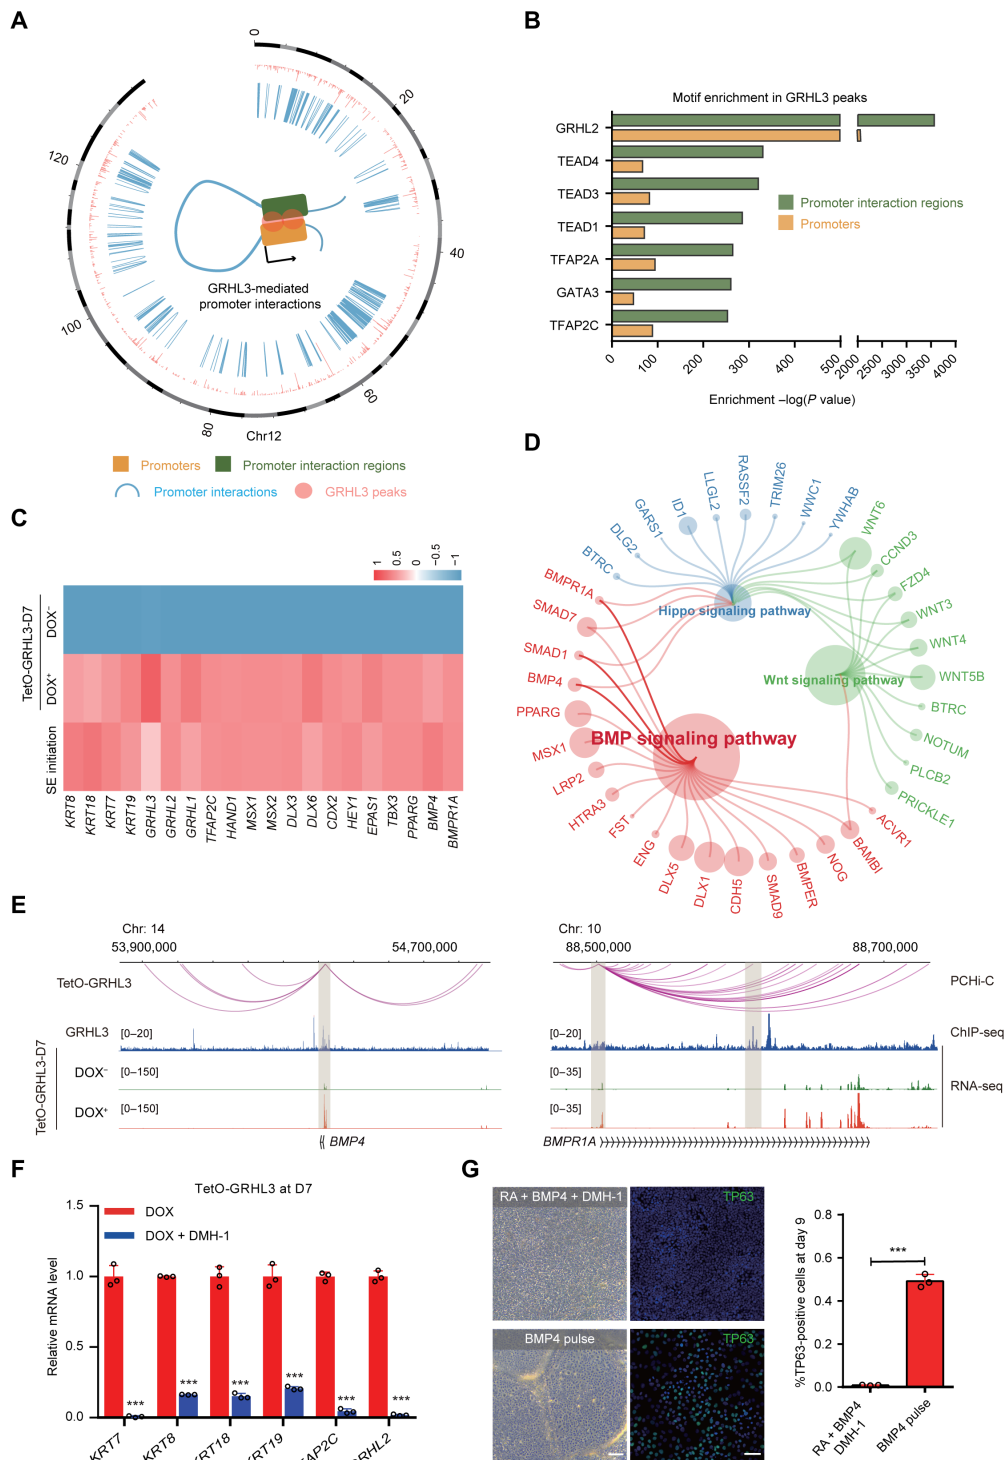 A
0
20
40
60
80
100
120
GRHL3-mediated
promoter interactions
Chr12
Promoters
Promoter interaction regions
Promoter interactions
GRHL3 peaks
B
Motif enrichment in GRHL3 peaks
GRHL2
TEAD4
TEAD3
TEAD1
TFAP2A
GATA3
TFAP2C
Promoter interaction regions
Promoters
0
100
200
300
400
500
2000
2500
3000
3500
4000
Enrichment –log(P value)
C
1
0.5
0
−0.5
−1
TetO-GRHL3-D7
DOX−
DOX+
SE initiation
KRT8
KRT18
KRT7
KRT19
GRHL3
GRHL2
GRHL1
TFAP2C
HAND1
MSX1
MSX2
DLX3
DLX6
CDX2
HEY1
EPAS1
TBX3
PPARG
BMP4
BMPR1A
D
BTRC
DLG2
GARS1
ID1
LLGL2
RASSF2
TRIM26
WWC1
YWHAB
WNT6
CCND3
FZD4
WNT3
WNT4
WNT5B
BTRC
NOTUM
PLCB2
PRICKLE1
ACVR1
BAMBI
NOG
BMPER
SMAD9
CDH5
DLX1
DLX5
ENG
FST
HTRA3
LRP2
MSX1
PPARG
BMP4
SMAD1
SMAD7
BMPR1A
Hippo signaling pathway
Wnt signaling pathway
BMP signaling pathway
E
Chr: 14
53,900,000
54,700,000
Chr: 10
88,500,000
88,700,000
TetO-GRHL3
PCHi-C
GRHL3
[0–20]
[0–20]
ChIP-seq
TetO-GRHL3-D7
DOX−
[0–150]
[0–35]
RNA-seq
DOX+
[0–150]
[0–35]
BMP4
BMPR1A
F
TetO-GRHL3 at D7
DOX
DOX + DMH-1
Relative mRNA level
1.5
1.0
0.5
0.0
***
***
***
***
***
***
KRT7
KRT8
KRT18
KRT19
G
RA + BMP4 + DMH-1
TP63
BMP4 pulse
TP63
%TP63-positive cells at day 9
0.8
0.6
0.4
0.2
0.0
***
RA + BMP4
DMH-1
BMP4 pulse